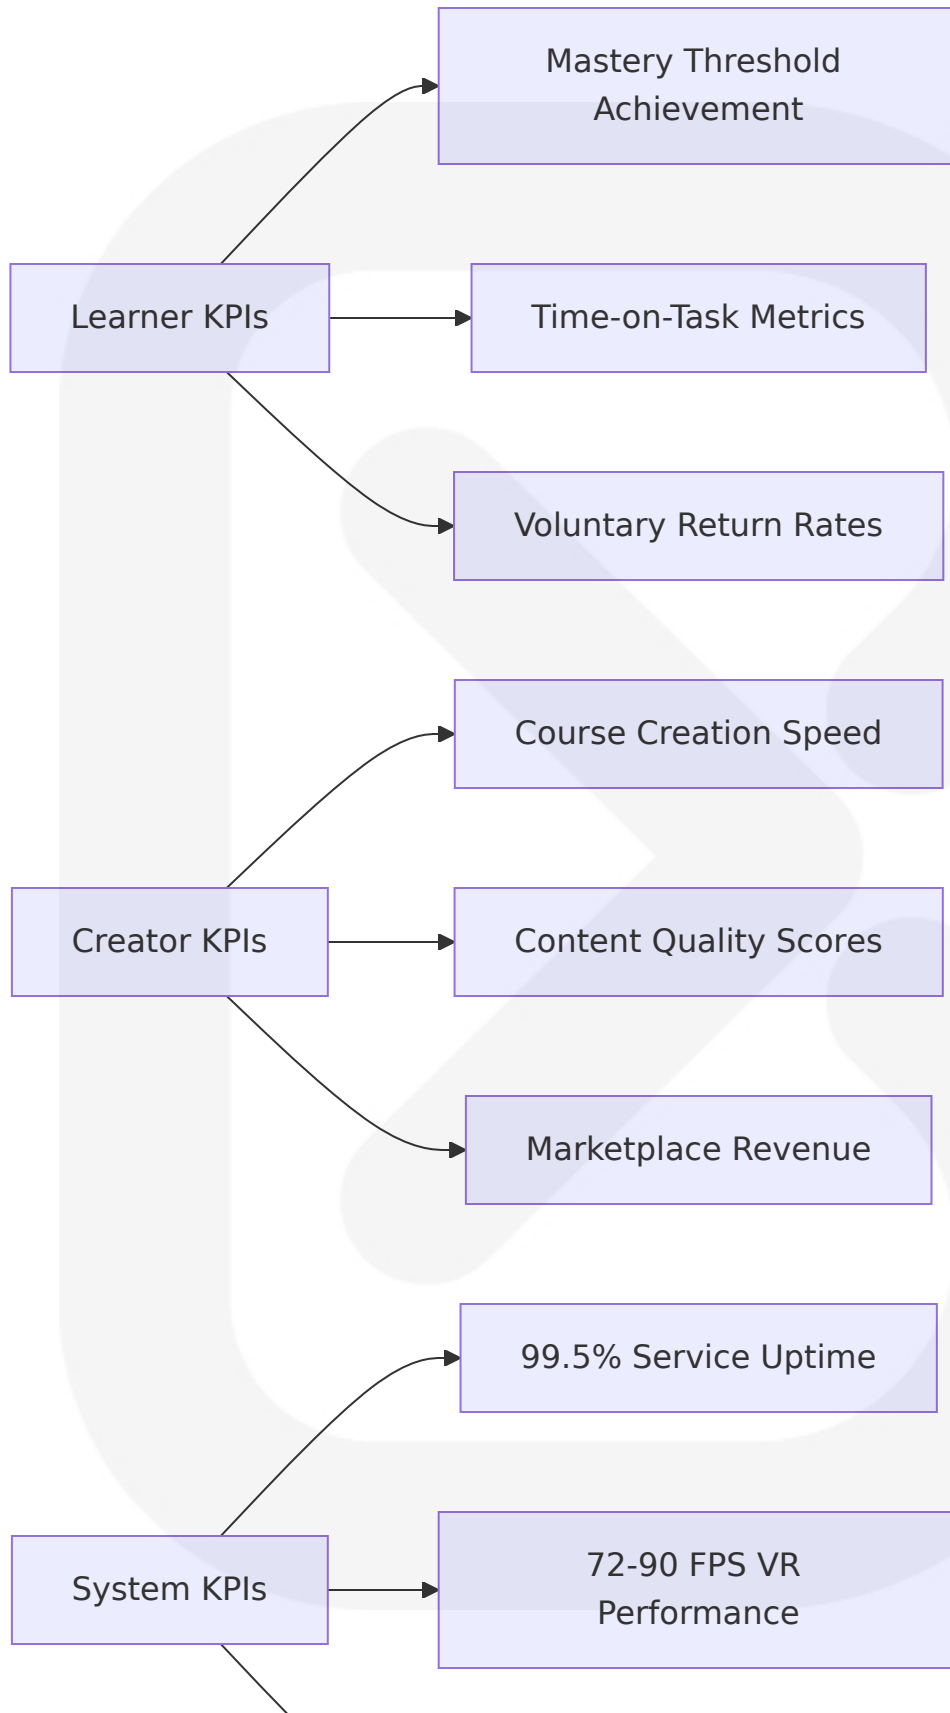 Mastery Threshold
Achievement
Learner KPIs
Time-on-Task Metrics
Voluntary Return Rates
Course Creation Speed
Creator KPIs
Content Quality Scores
Marketplace Revenue
99.5% Service Uptime
72-90 FPS VR
Performance
System KPIs